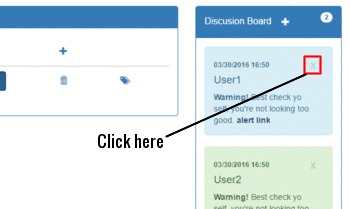 Discusion Board + 2
03/30/2016 16:50 x
User1
Warning! Best check yo
self, you're not looking too
good. alert link
Click here
03/30/2016 16:50 x
User2
Warning! Best check yo
self, you're not looking too